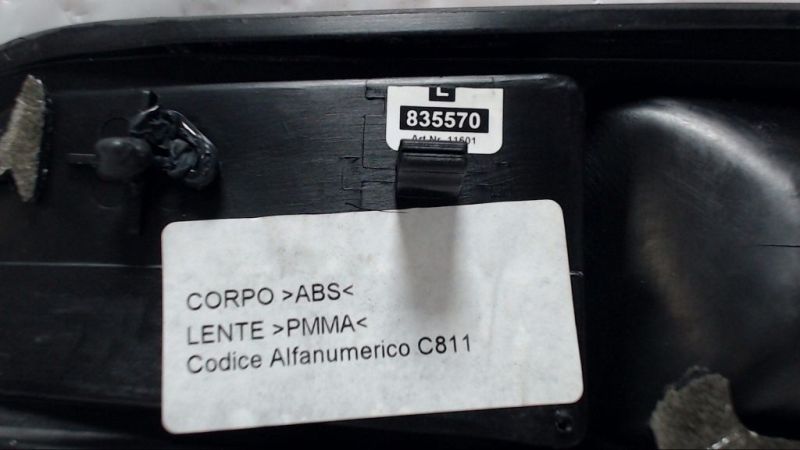 L
835570
Art.Nr. 11601
CORPO >ABS<
LENTE >PMMA<
Codice Alfanumerico C811